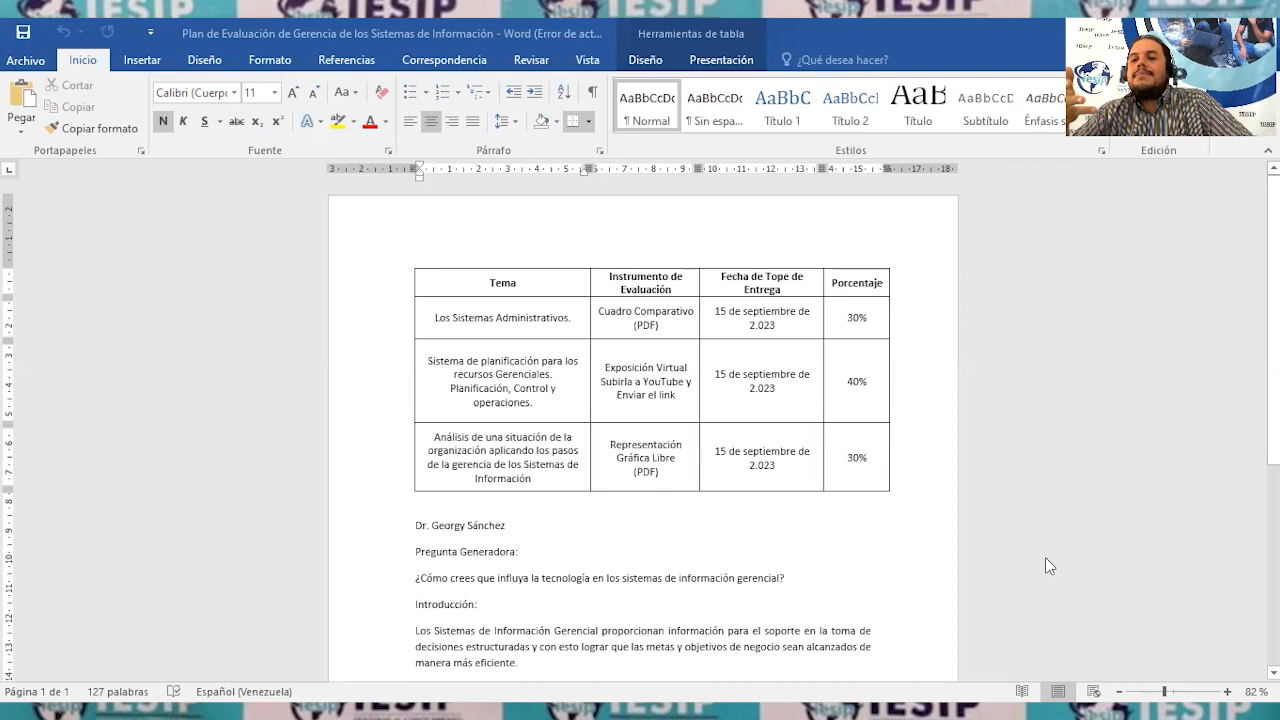 IESIP
Plan de Evaluación de Gerencia de los Sistemas de Información - Word (Error de act...
Herramientas de tabla
Archivo Inicio Insertar Diseño Formato Referencias Correspondencia Revisar Vista Diseño Presentación ¿Qué desea hacer?
Pegar
Cortar
Copiar
Copiar formato
Calibri (Cuerpo 11
Aa
N K S abc x₂ x² A A
AaBbCcDc AaBbCcDc AaBbC AaBbCcI AaBbCcD AaBbCcD
¶ Normal ¶ Sin espa... Título 1 Título 2 Título Subtítulo Énfasis s
Portapapeles Fuente Párrafo Estilos Edición
Tema
Instrumento de
Evaluación
Fecha de Tope de
Entrega
Porcentaje
Los Sistemas Administrativos.
Cuadro Comparativo
(PDF)
15 de septiembre de
2.023
30%
Sistema de planificación para los
recursos Gerenciales.
Planificación, Control y
operaciones.
Exposición Virtual
Subirla a YouTube y
Enviar el link
15 de septiembre de
2.023
40%
Análisis de una situación de la
organización aplicando los pasos
de la gerencia de los Sistemas de
Información
Representación
Gráfica Libre
(PDF)
15 de septiembre de
2.023
30%
Dr. Georgy Sánchez
Pregunta Generadora:
¿Cómo crees que influya la tecnología en los sistemas de información gerencial?
Introducción:
Los Sistemas de Información Gerencial proporcionan información para el soporte en la toma de
decisiones estructuradas y con esto lograr que las metas y objetivos de negocio sean alcanzados de
manera más eficiente.
Página 1 de 1 127 palabras Español (Venezuela) 82 %
IESIP